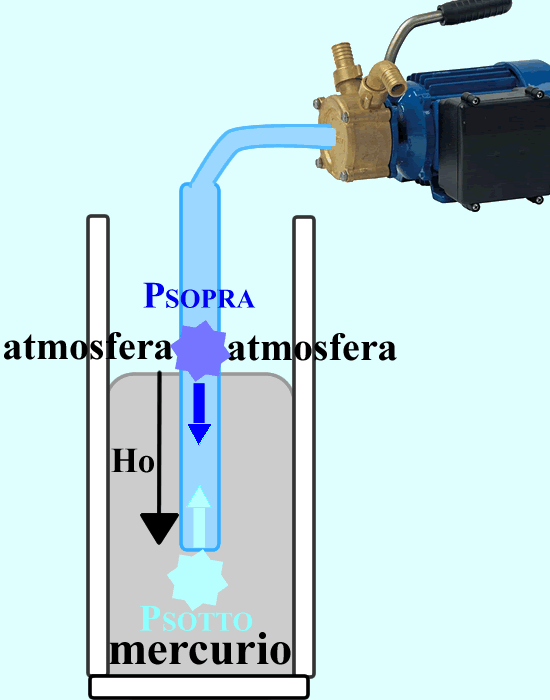 PSOPRA
atmosfera atmosfera
Ho
PSOTTO
mercurio